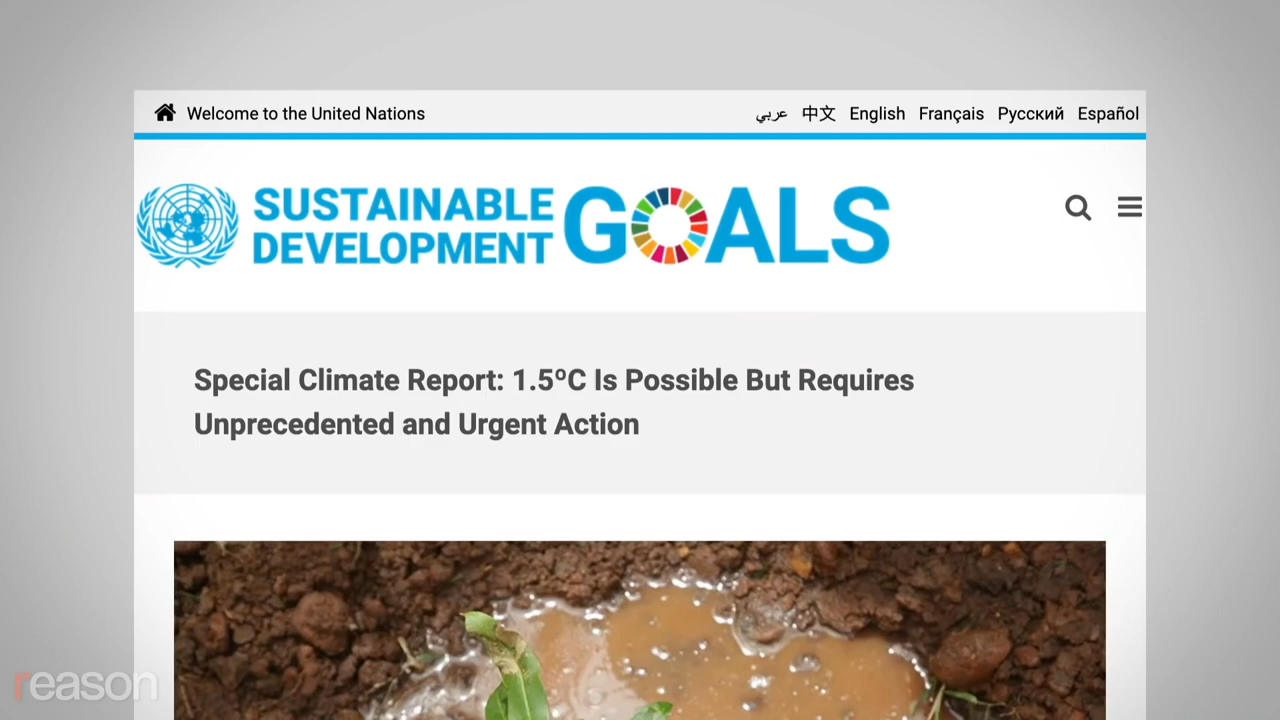 Welcome to the United Nations
عربي 中文 English Français Русский Español
SUSTAINABLE
DEVELOPMENT
GOALS
Special Climate Report: 1.5ºC Is Possible But Requires
Unprecedented and Urgent Action
reason